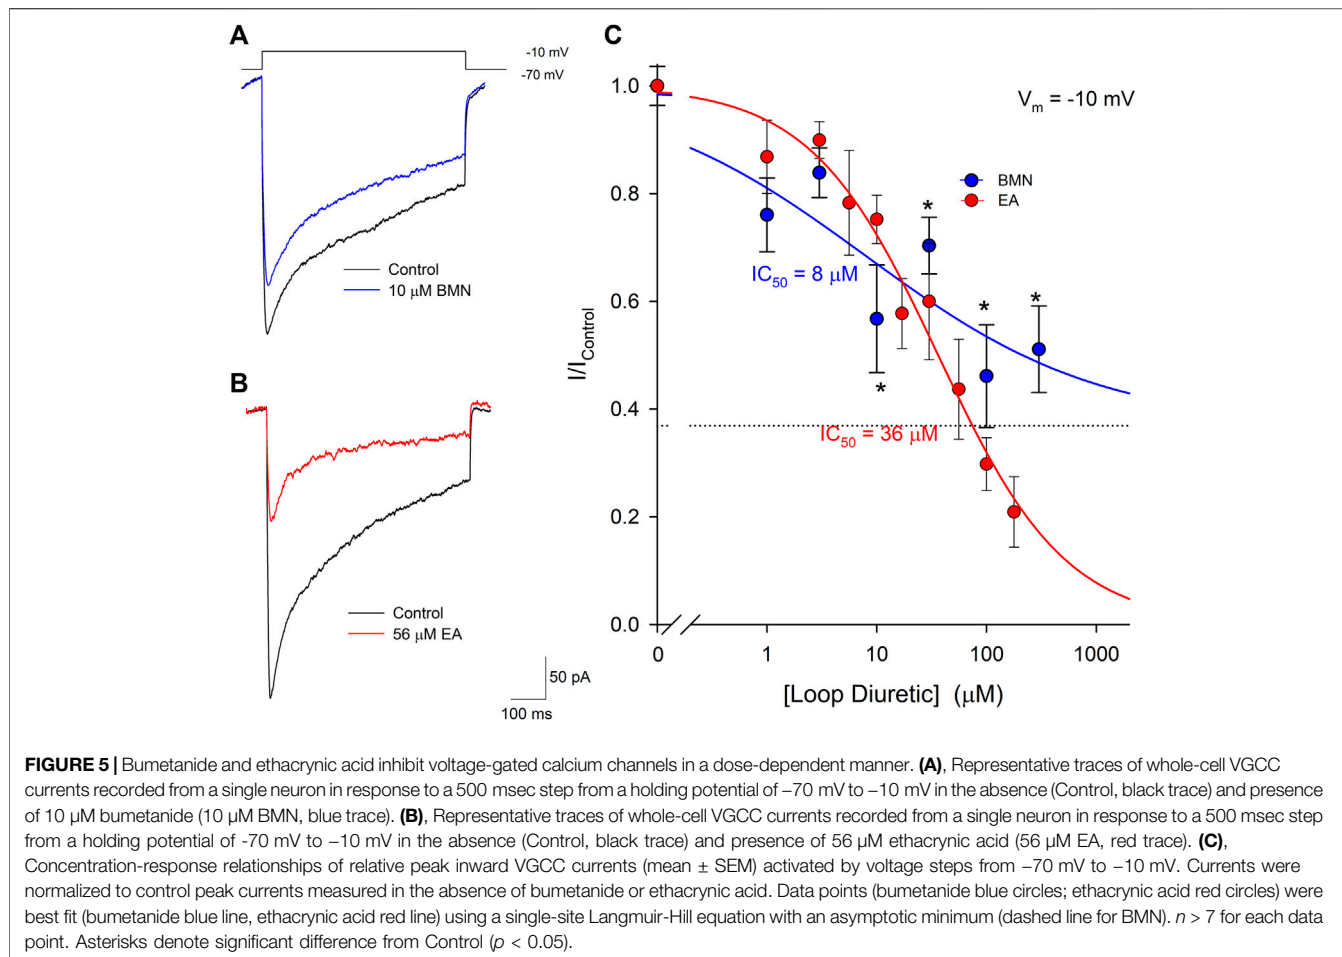 A
-10 mV
-70 mV
Control
10 μM BMN
B
Control
56 μM EA
50 pA
100 ms
C
Vm = -10 mV
BMN
EA
I/IControl
1.0
0.8
0.6
0.4
0.2
0.0
*
*
*
*
IC50 = 8 μM
IC50 = 36 μM
0 1 10 100 1000
[Loop Diuretic] (μM)
FIGURE 5 | Bumetanide and ethacrynic acid inhibit voltage-gated calcium channels in a dose-dependent manner. (A), Representative traces of whole-cell VGCC
currents recorded from a single neuron in response to a 500 msec step from a holding potential of −70 mV to −10 mV in the absence (Control, black trace) and presence
of 10 μM bumetanide (10 μM BMN, blue trace). (B), Representative traces of whole-cell VGCC currents recorded from a single neuron in response to a 500 msec step
from a holding potential of -70 mV to −10 mV in the absence (Control, black trace) and presence of 56 μM ethacrynic acid (56 μM EA, red trace). (C),
Concentration-response relationships of relative peak inward VGCC currents (mean ± SEM) activated by voltage steps from −70 mV to −10 mV. Currents were
normalized to control peak currents measured in the absence of bumetanide or ethacrynic acid. Data points (bumetanide blue circles; ethacrynic acid red circles) were
best fit (bumetanide blue line, ethacrynic acid red line) using a single-site Langmuir-Hill equation with an asymptotic minimum (dashed line for BMN). n > 7 for each data
point. Asterisks denote significant difference from Control (p < 0.05).